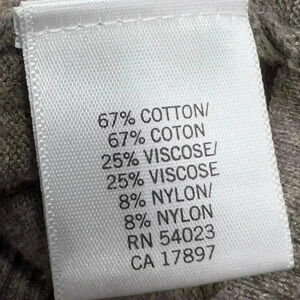 67% COTTON/
67% COTON
25% VISCOSE/
25% VISCOSE
8% NYLON/
8% NYLON
RN 54023
CA 17897